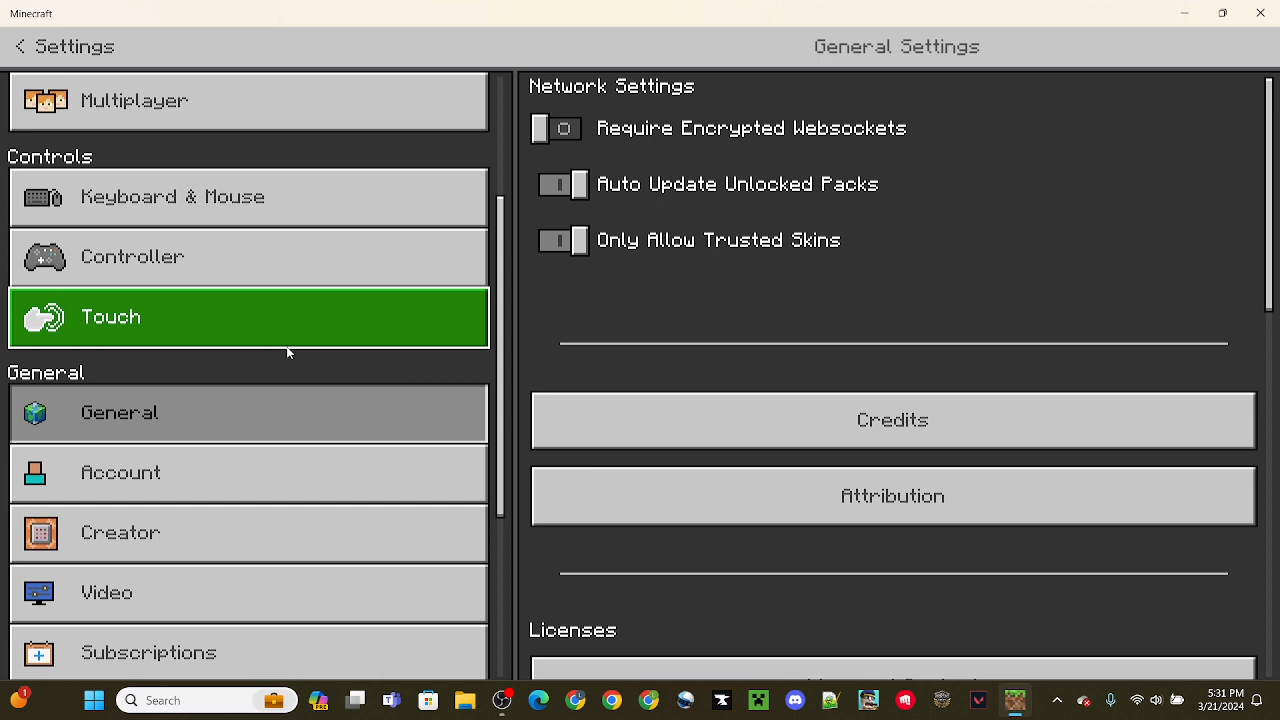 Minecraft
Settings
General Settings
Multiplayer
Controls
Keyboard & Mouse
Controller
Touch
General
General
Account
Creator
Video
Subscriptions
Network Settings
Require Encrypted Websockets
Auto Update Unlocked Packs
Only Allow Trusted Skins
Credits
Attribution
Licenses
1
Search
5:31 PM
3/21/2024